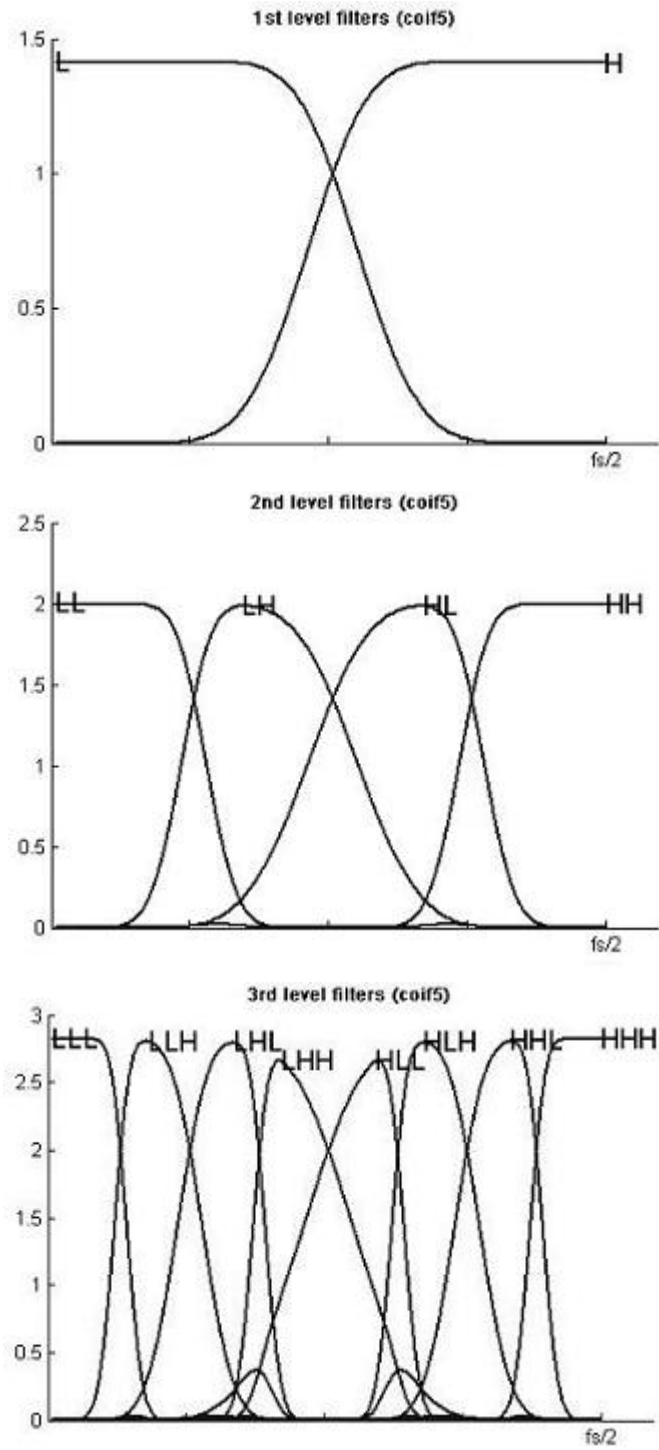 1st level filters (coif5)
1.5
L H
1
0.5
0
fs/2
2nd level filters (coif5)
2.5
2 LL LH HL HH
1.5
1
0.5
0
fs/2
3rd level filters (coif5)
3
LLL LLH LHL LHH HLL HLH HHL HHH
2.5
2
1.5
1
0.5
0
fs/2